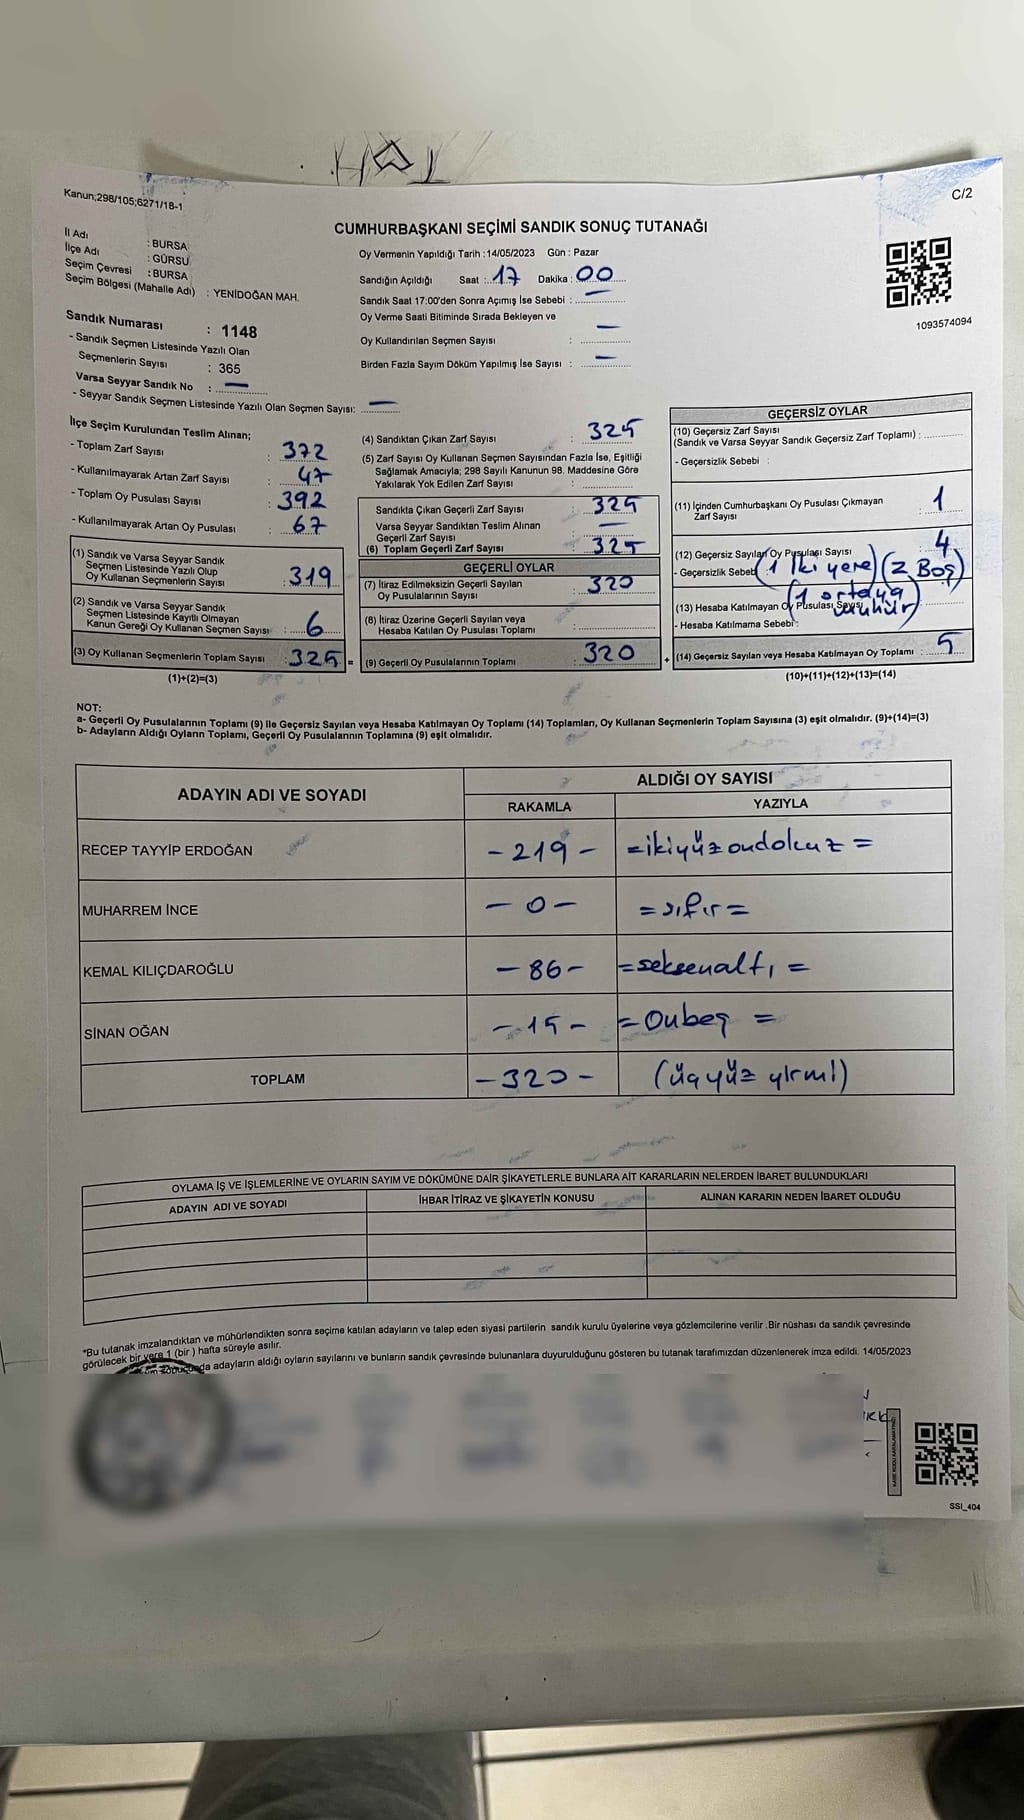 Kanun;298/105;6271/18-1
C/2
CUMHURBAŞKANI SEÇİMİ SANDIK SONUÇ TUTANAĞI
İl Adı : BURSA
İlçe Adı : GÜRSU
Seçim Çevresi : BURSA
Seçim Bölgesi (Mahalle Adı) : YENİDOĞAN MAH.
Sandık Numarası : 1148
- Sandık Seçmen Listesinde Yazılı Olan
Seçmenlerin Sayısı : 365
Varsa Seyyar Sandık No : —
- Seyyar Sandık Seçmen Listesinde Yazılı Olan Seçmen Sayısı: —
Oy Vermenin Yapıldığı Tarih : 14/05/2023 Gün : Pazar
Sandığın Açıldığı Saat : 17 Dakika : 00
Sandık Saat 17.00'den Sonra Açımış İse Sebebi : —
Oy Verme Saati Bitiminde Sırada Bekleyen ve
Oy Kullandırılan Seçmen Sayısı : —
Birden Fazla Sayım Döküm Yapılmış İse Sayısı : —
1093574094
İlçe Seçim Kurulundan Teslim Alınan;
- Toplam Zarf Sayısı : 372
- Kullanılmayarak Artan Zarf Sayısı : 47
- Toplam Oy Pusulası Sayısı : 392
- Kullanılmayarak Artan Oy Pusulası : 67
(1) Sandık ve Varsa Seyyar Sandık
Seçmen Listesinde Yazılı Olup
Oy Kullanan Seçmenlerin Sayısı : 319
(2) Sandık ve Varsa Seyyar Sandık
Seçmen Listesinde Kayıtlı Olmayan
Kanun Gereği Oy Kullanan Seçmen Sayısı : 6
(3) Oy Kullanan Seçmenlerin Toplam Sayısı : 325 =
(1)+(2)=(3)
(4) Sandıktan Çıkan Zarf Sayısı : 325
(5) Zarf Sayısı Oy Kullanan Seçmen Sayısından Fazla İse, Eşitliği
Sağlamak Amacıyla; 298 Sayılı Kanunun 98. Maddesine Göre
Yakılarak Yok Edilen Zarf Sayısı :
Sandıkta Çıkan Geçerli Zarf Sayısı : 325
Varsa Seyyar Sandıktan Teslim Alınan
Geçerli Zarf Sayısı : —
(6) Toplam Geçerli Zarf Sayısı : 325
GEÇERLİ OYLAR
(7) İtiraz Edilmeksizin Geçerli Sayılan
Oy Pusulalarının Sayısı : 320
(8) İtiraz Üzerine Geçerli Sayılan veya
Hesaba Katılan Oy Pusulası Toplamı :
(9) Geçerli Oy Pusulalarının Toplamı : 320 +
GEÇERSİZ OYLAR
(10) Geçersiz Zarf Sayısı
(Sandık ve Varsa Seyyar Sandık Geçersiz Zarf Toplamı) :
- Geçersizlik Sebebi :
(11) İçinden Cumhurbaşkanı Oy Pusulası Çıkmayan
Zarf Sayısı : 1
(12) Geçersiz Sayılan Oy Pusulası Sayısı : 4
- Geçersizlik Sebebi (1 İki yere) (2 Boş)
(1 ortaya mühür)
(13) Hesaba Katılmayan Oy Pusulası Sayısı
- Hesaba Katılmama Sebebi :
(14) Geçersiz Sayılan veya Hesaba Katılmayan Oy Toplamı : 5
(10)+(11)+(12)+(13)=(14)
NOT:
a- Geçerli Oy Pusulalarının Toplamı (9) ile Geçersiz Sayılan veya Hesaba Katılmayan Oy Toplamı (14) Toplamları, Oy Kullanan Seçmenlerin Toplam Sayısına (3) eşit olmalıdır. (9)+(14)=(3)
b- Adayların Aldığı Oyların Toplamı, Geçerli Oy Pusulalarının Toplamına (9) eşit olmalıdır.
ADAYIN ADI VE SOYADI ALDIĞI OY SAYISI
RAKAMLA YAZIYLA
RECEP TAYYİP ERDOĞAN - 219 - = ikiyüzondokuz =
MUHARREM İNCE - 0 - = sıfır =
KEMAL KILIÇDAROĞLU - 86 - = seksenaltı =
SİNAN OĞAN - 15 - = Onbeş =
TOPLAM - 320 - (üçyüz yirmi)
OYLAMA İŞ VE İŞLEMLERİNE VE OYLARIN SAYIM VE DÖKÜMÜNE DAİR ŞİKAYETLERLE BUNLARA AİT KARARLARIN NELERDEN İBARET BULUNDUKLARI
ADAYIN ADI VE SOYADI İHBAR İTİRAZ VE ŞİKAYETİN KONUSU ALINAN KARARIN NEDEN İBARET OLDUĞU
*Bu tutanak imzalandıktan ve mühürlendikten sonra seçime katılan adayların ve talep eden siyasi partilerin sandık kurulu üyelerine veya gözlemcilerine verilir .Bir nüshası da sandık çevresinde
görülecek bir yere 1 (bir ) hafta süreyle asılır.
adayların aldığı oyların sayılarını ve bunların sandık çevresinde bulunanlara duyurulduğunu gösteren bu tutanak tarafımızdan düzenlenerek imza edildi. 14/05/2023
SSI_404